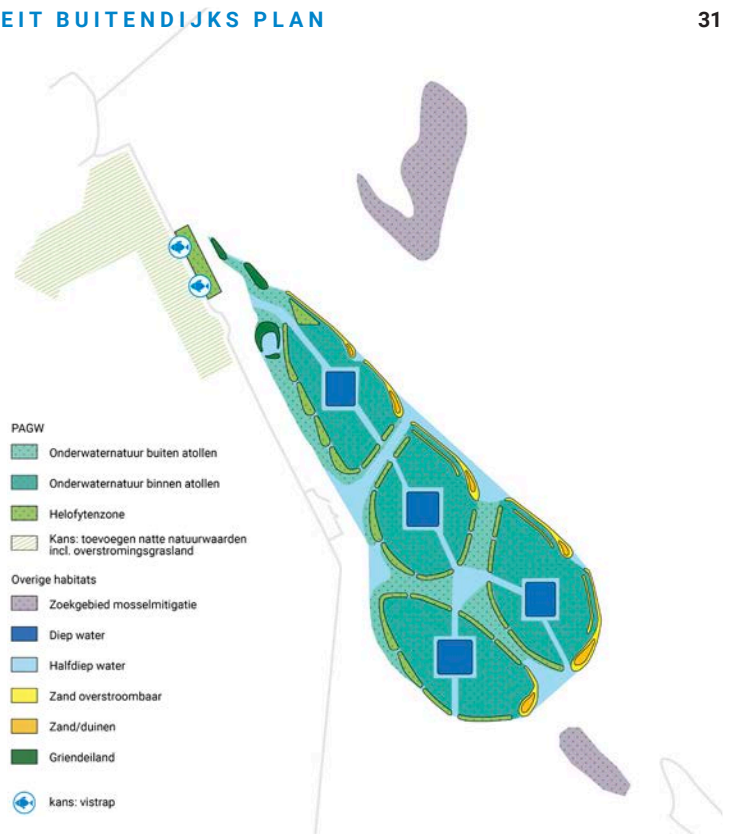 EIT BUITENDIJKS PLAN 31
PAGW
Onderwaternatuur buiten atollen
Onderwaternatuur binnen atollen
Helofytenzone
Kans: toevoegen natte natuurwaarden
incl. overstromingsgrasland
Overige habitats
Zoekgebied mosselmitigatie
Diep water
Halfdiep water
Zand overstroombaar
Zand/duinen
Griendeiland
kans: vistrap